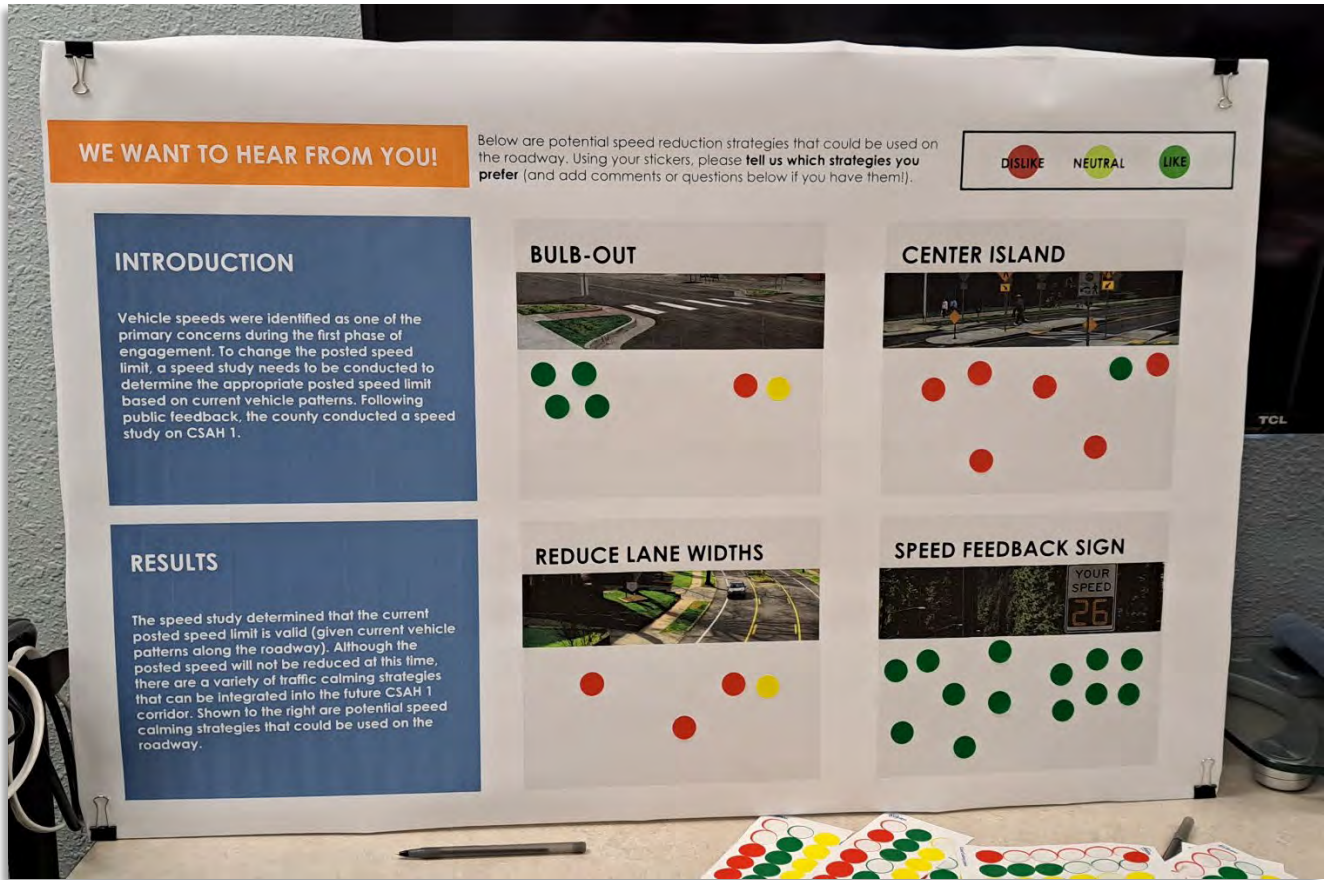 WE WANT TO HEAR FROM YOU!
Below are potential speed reduction strategies that could be used on
the roadway. Using your stickers, please tell us which strategies you
prefer (and add comments or questions below if you have them!).
DISLIKE
NEUTRAL
LIKE
INTRODUCTION
Vehicle speeds were identified as one of the
primary concerns during the first phase of
engagement. To change the posted speed
limit, a speed study needs to be conducted to
determine the appropriate posted speed limit
based on current vehicle patterns. Following
public feedback, the county conducted a speed
study on CSAH 1.
BULB-OUT
CENTER ISLAND
TCL
RESULTS
The speed study determined that the current
posted speed limit is valid (given current vehicle
patterns along the roadway). Although the
posted speed will not be reduced at this time,
there are a variety of traffic calming strategies
that can be integrated into the future CSAH 1
corridor. Shown to the right are potential speed
calming strategies that could be used on the
roadway.
REDUCE LANE WIDTHS
SPEED FEEDBACK SIGN
YOUR
SPEED
26